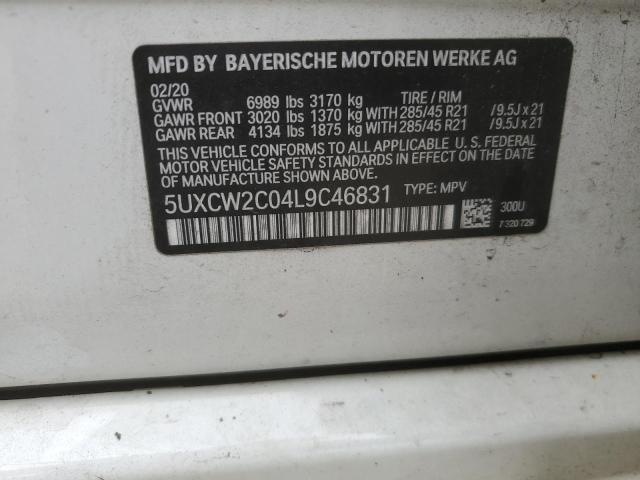 MFD BY BAYERISCHE MOTOREN WERKE AG
02/20
GVWR 6989 lbs 3170 kg TIRE / RIM
GAWR FRONT 3020 lbs 1370 kg WITH 285/45 R21 / 9.5J x 21
GAWR REAR 4134 lbs 1875 kg WITH 285/45 R21 / 9.5J x 21
THIS VEHICLE CONFORMS TO ALL APPLICABLE U. S. FEDERAL
MOTOR VEHICLE SAFETY STANDARDS IN EFFECT ON THE DATE
OF MANUFACTURE SHOWN ABOVE.
5UXCW2C04L9C46831 TYPE: MPV
300U
7 320 729